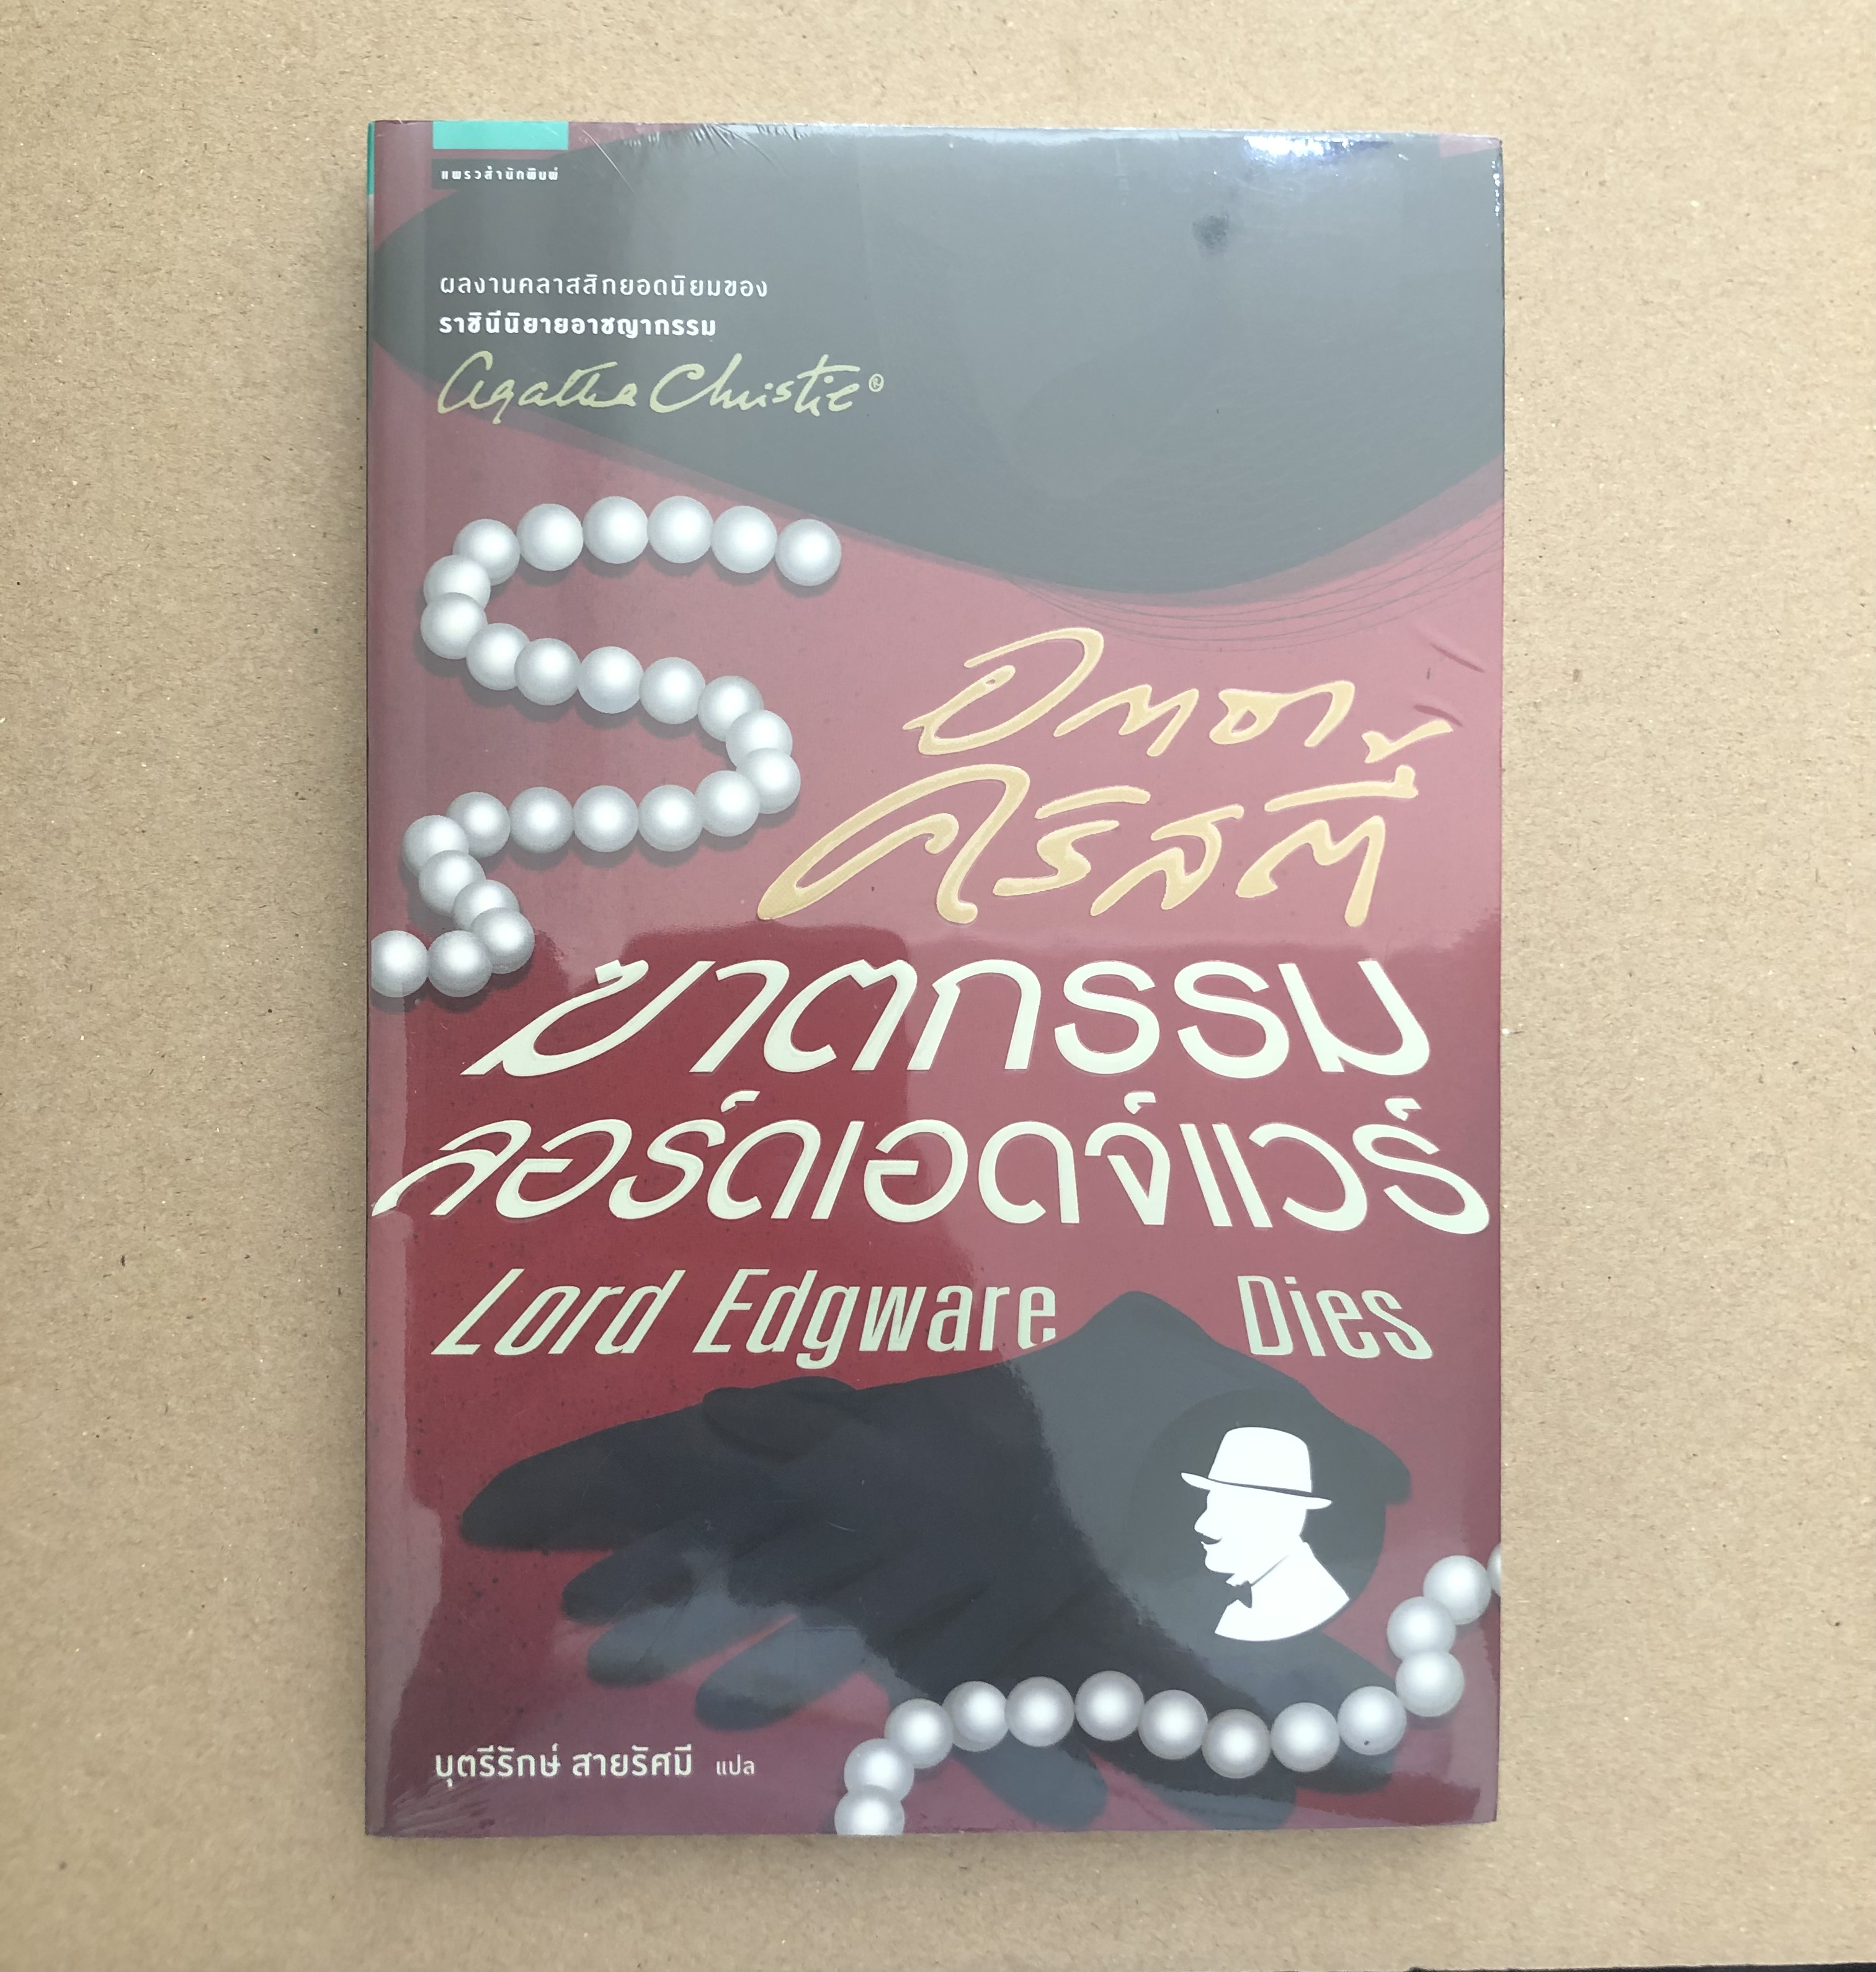 แพรวสำนักพิมพ์
ผลงานคลาสสิกยอดนิยมของ
ราชินีนิยายอาชญากรรม
Agatha Christie®
อกาธา
คริสตี้
ฆาตกรรม
ลอร์ดเอดจ์แวร์
Lord Edgware Dies
บุตรีรักษ์ สายรัศมี แปล